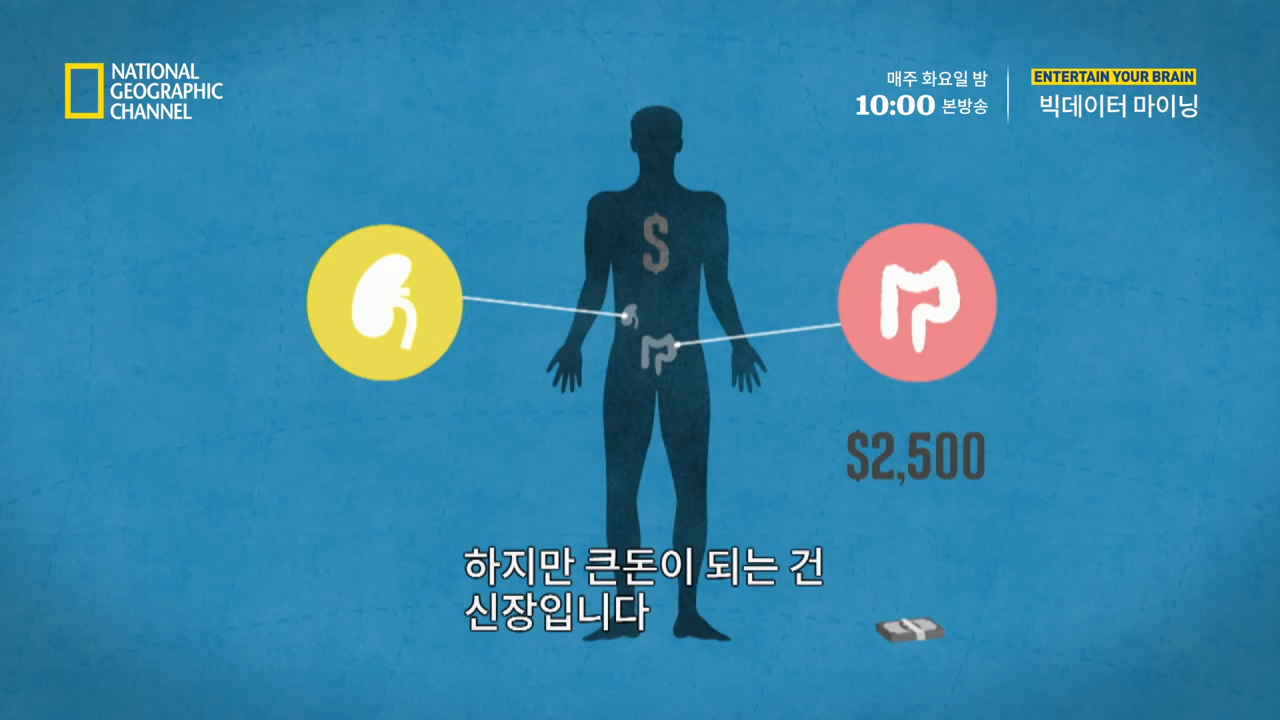 NATIONAL
GEOGRAPHIC
CHANNEL
매주 화요일 밤
10:00 본방송
ENTERTAIN YOUR BRAIN
빅데이터 마이닝
$
$2,500
하지만 큰돈이 되는 건
신장입니다